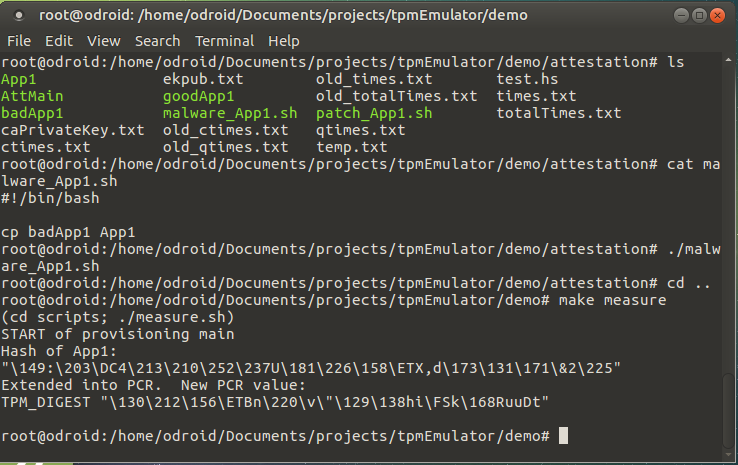 root@odroid: /home/odroid/Documents/projects/tpmEmulator/demo
File Edit View Search Terminal Help
root@odroid:/home/odroid/Documents/projects/tpmEmulator/demo/attestation# ls
App1 ekpub.txt old_times.txt test.hs
AttMain goodApp1 old_totalTimes.txt times.txt
badApp1 malware_App1.sh patch_App1.sh totalTimes.txt
caPrivateKey.txt old_ctimes.txt qtimes.txt
ctimes.txt old_qtimes.txt temp.txt
root@odroid:/home/odroid/Documents/projects/tpmEmulator/demo/attestation# cat ma
lware_App1.sh
#!/bin/bash
cp badApp1 App1
root@odroid:/home/odroid/Documents/projects/tpmEmulator/demo/attestation# ./malw
are_App1.sh
root@odroid:/home/odroid/Documents/projects/tpmEmulator/demo/attestation# cd ..
root@odroid:/home/odroid/Documents/projects/tpmEmulator/demo# make measure
(cd scripts; ./measure.sh)
START of provisioning main
Hash of App1:
"\149:\203\DC4\213\210\252\237U\181\226\158\ETX,d\173\131\171\&2\225"
Extended into PCR.  New PCR value:
TPM_DIGEST "\130\212\156\ETBn\220\v\"\129\138hi\FSk\168RuuDt"
root@odroid:/home/odroid/Documents/projects/tpmEmulator/demo#